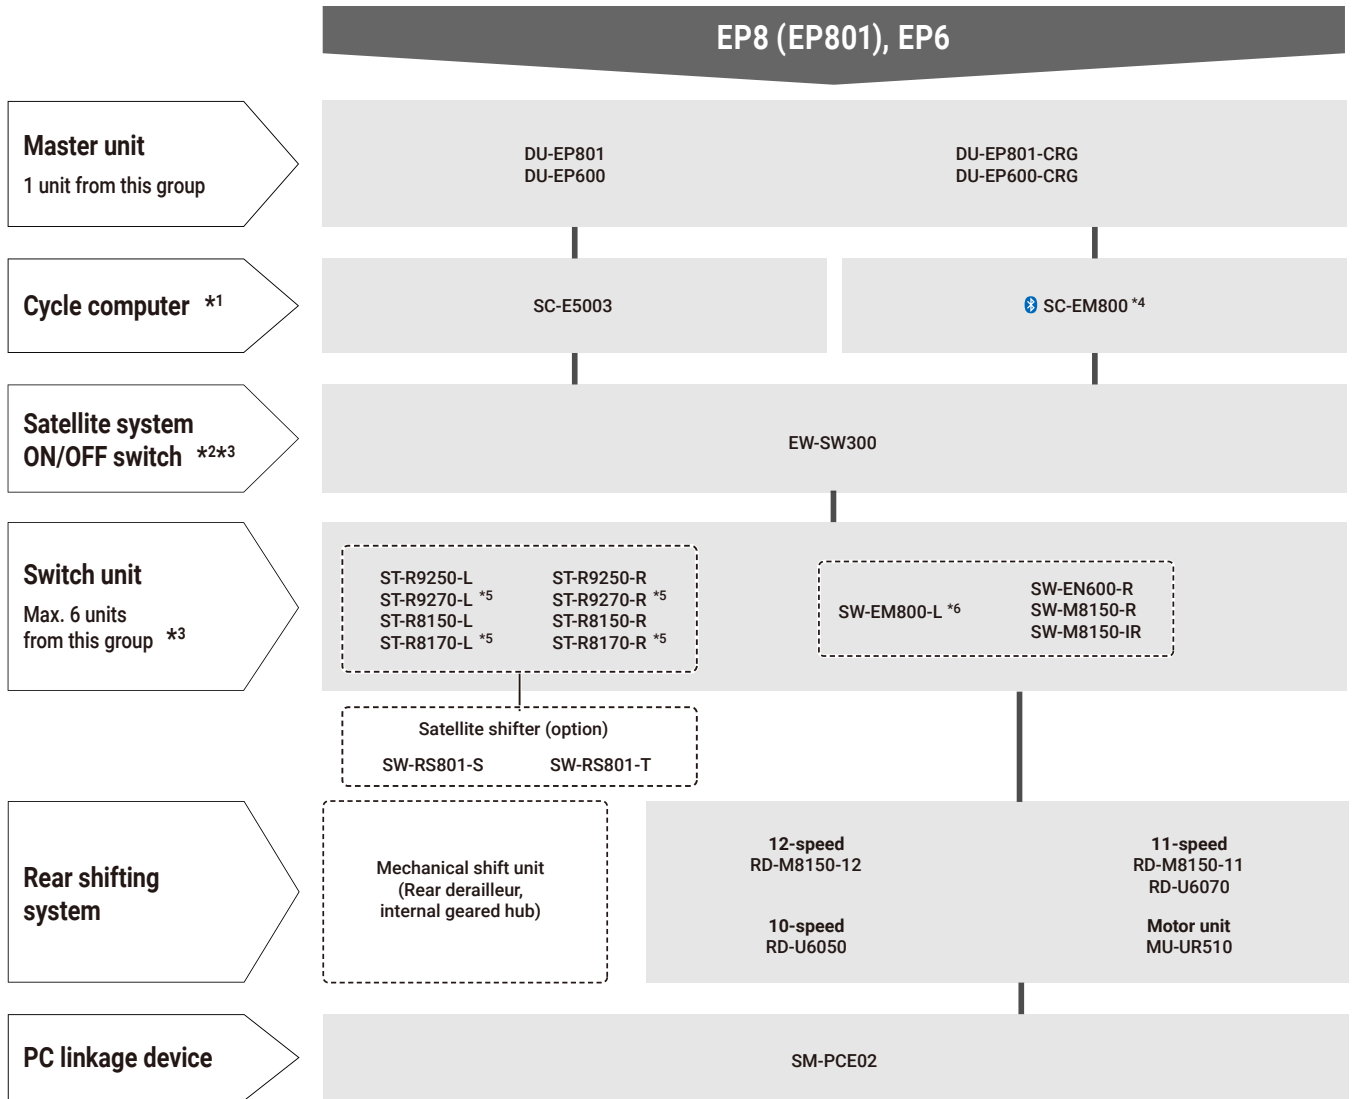 EP8 (EP801), EP6
Master unit
1 unit from this group
DU-EP801
DU-EP600
DU-EP801-CRG
DU-EP600-CRG
Cycle computer *1
SC-E5003
SC-EM800 *4
Satellite system
ON/OFF switch *2*3
EW-SW300
Switch unit
Max. 6 units
from this group *3
ST-R9250-L
ST-R9270-L *5
ST-R8150-L
ST-R8170-L *5
ST-R9250-R
ST-R9270-R *5
ST-R8150-R
ST-R8170-R *5
SW-EM800-L *6
SW-EN600-R
SW-M8150-R
SW-M8150-IR
Satellite shifter (option)
SW-RS801-S
SW-RS801-T
Rear shifting
system
Mechanical shift unit
(Rear derailleur,
internal geared hub)
12-speed
RD-M8150-12
11-speed
RD-M8150-11
RD-U6070
10-speed
RD-U6050
Motor unit
MU-UR510
PC linkage device
SM-PCE02